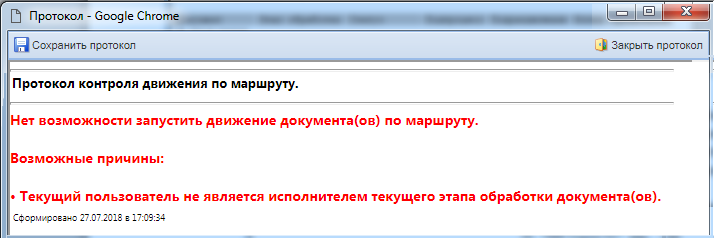 Протокол - Google Chrome
Сохранить протокол
Закрыть протокол
Протокол контроля движения по маршруту.
Нет возможности запустить движение документа(ов) по маршруту.
Возможные причины:
• Текущий пользователь не является исполнителем текущего этапа обработки документа(ов).
Сформировано 27.07.2018 в 17:09:34